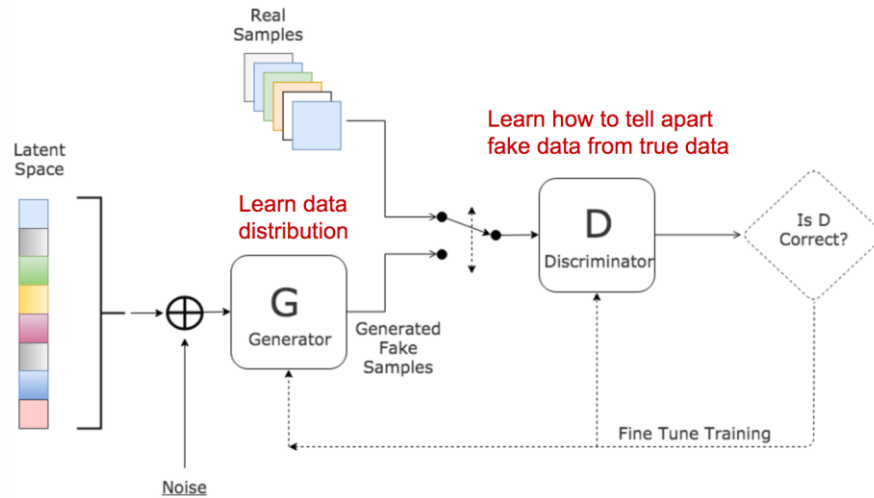 Real
Samples
Learn how to tell apart
fake data from true data
Latent
Space
Learn data
distribution
D
Discriminator
Is D
Correct?
G
Generator
Generated
Fake
Samples
Fine Tune Training
Noise